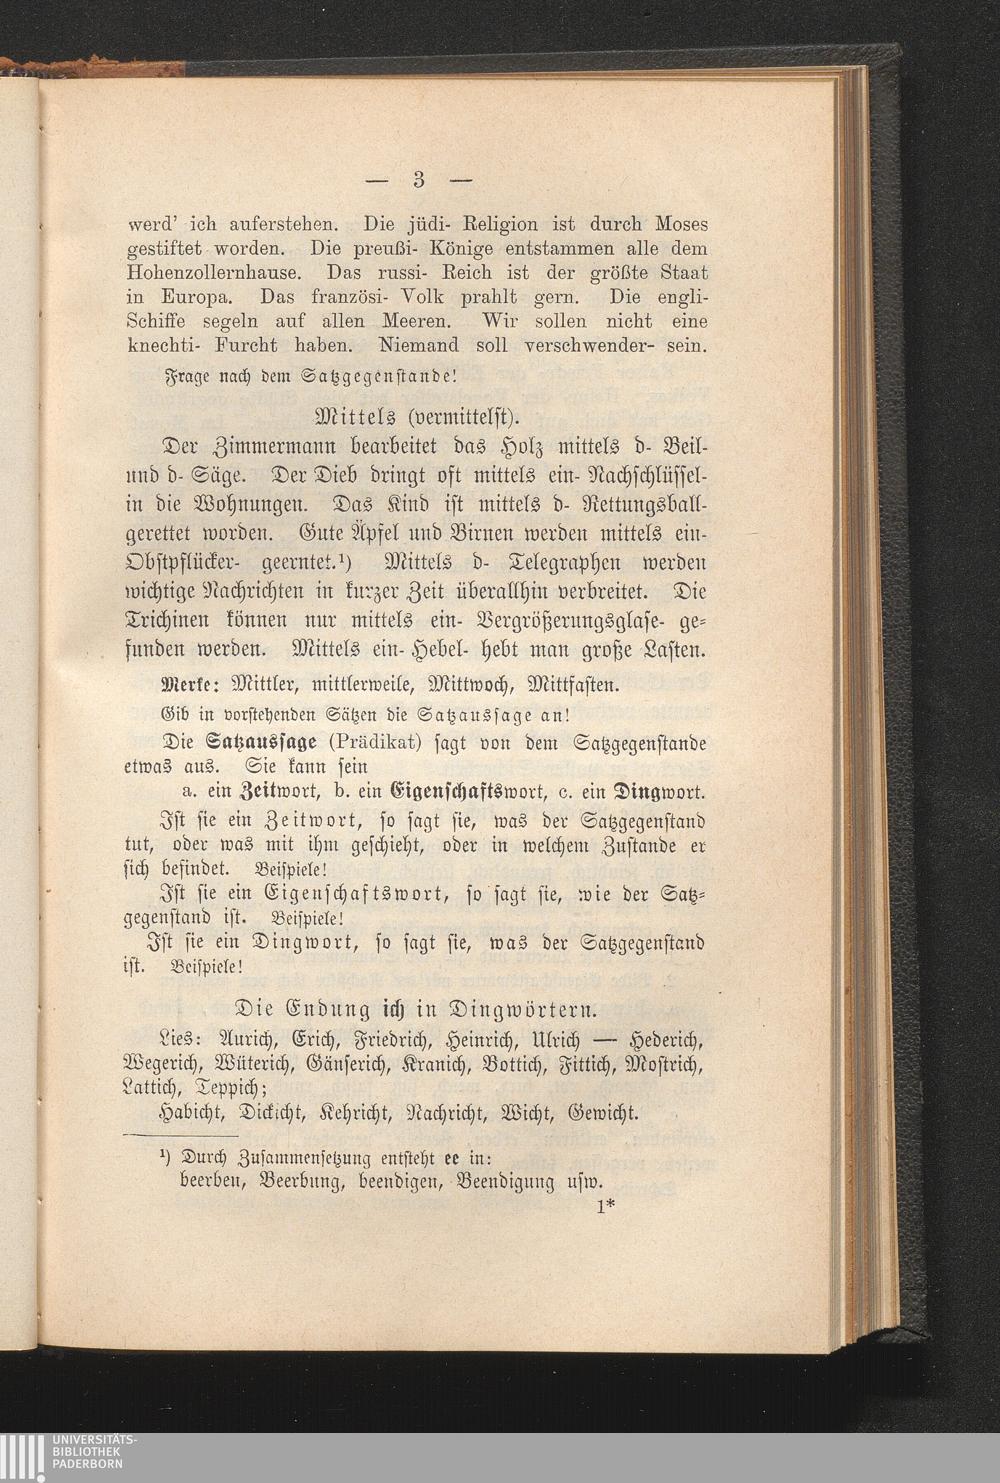 — 3 —
werd' ich auferstehen. Die jüdi- Religion ist durch Moses
gestiftet worden. Die preußi- Könige entstammen alle dem
Hohenzollernhause. Das russi- Reich ist der größte Staat
in Europa. Das französi- Volk prahlt gern. Die engli-
Schiffe segeln auf allen Meeren. Wir sollen nicht eine
knechti- Furcht haben. Niemand soll verschwender- sein.
Frage nach dem Satzgegenstande!
Mittels (vermittelst).
Der Zimmermann bearbeitet das Holz mittels d- Beil-
und d- Säge. Der Dieb dringt oft mittels ein- Nachschlüssel-
in die Wohnungen. Das Kind ist mittels d- Rettungsball-
gerettet worden. Gute Äpfel und Birnen werden mittels ein-
Obstpflücker- geerntet.¹) Mittels d- Telegraphen werden
wichtige Nachrichten in kurzer Zeit überallhin verbreitet. Die
Trichinen können nur mittels ein- Vergrößerungsglase- ge-
funden werden. Mittels ein- Hebel- hebt man große Lasten.
Merke: Mittler, mittlerweile, Mittwoch, Mittfasten.
Gib in vorstehenden Sätzen die Satzaussage an!
Die Satzaussage (Prädikat) sagt von dem Satzgegenstande
etwas aus. Sie kann sein
a. ein Zeitwort, b. ein Eigenschaftswort, c. ein Dingwort.
Ist sie ein Zeitwort, so sagt sie, was der Satzgegenstand
tut, oder was mit ihm geschieht, oder in welchem Zustande er
sich befindet. Beispiele!
Ist sie ein Eigenschaftswort, so sagt sie, wie der Satz-
gegenstand ist. Beispiele!
Ist sie ein Dingwort, so sagt sie, was der Satzgegenstand
ist. Beispiele!
Die Endung ich in Dingwörtern.
Lies: Aurich, Erich, Friedrich, Heinrich, Ulrich — Hederich,
Wegerich, Wüterich, Gänserich, Kranich, Bottich, Fittich, Mostrich,
Lattich, Teppich;
Habicht, Dickicht, Kehricht, Nachricht, Wicht, Gewicht.
¹) Durch Zusammensetzung entsteht ee in:
beerben, Beerbung, beendigen, Beendigung usw.
1*
UNIVERSITÄTS-
BIBLIOTHEK
PADERBORN